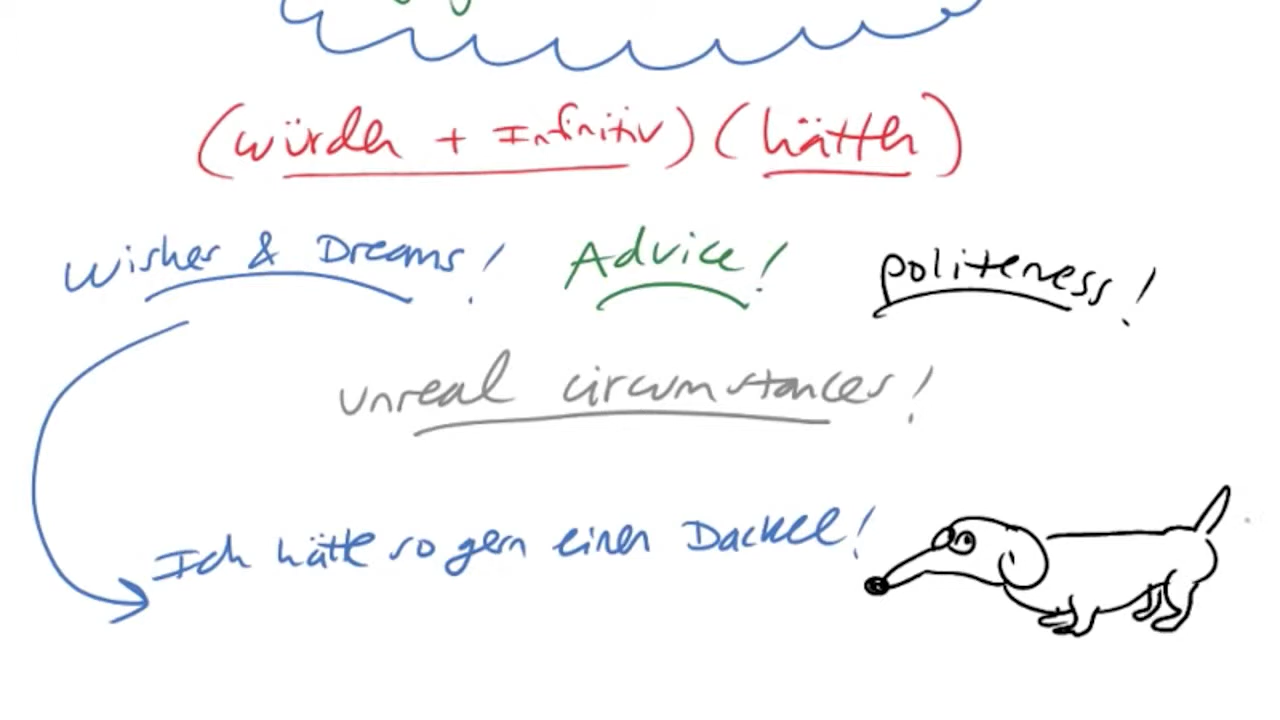 (würden + Infinitiv) (hätten)
Wishes & Dreams! Advice! politeness!
unreal circumstances!
Ich hätte so gern einen Dackel!